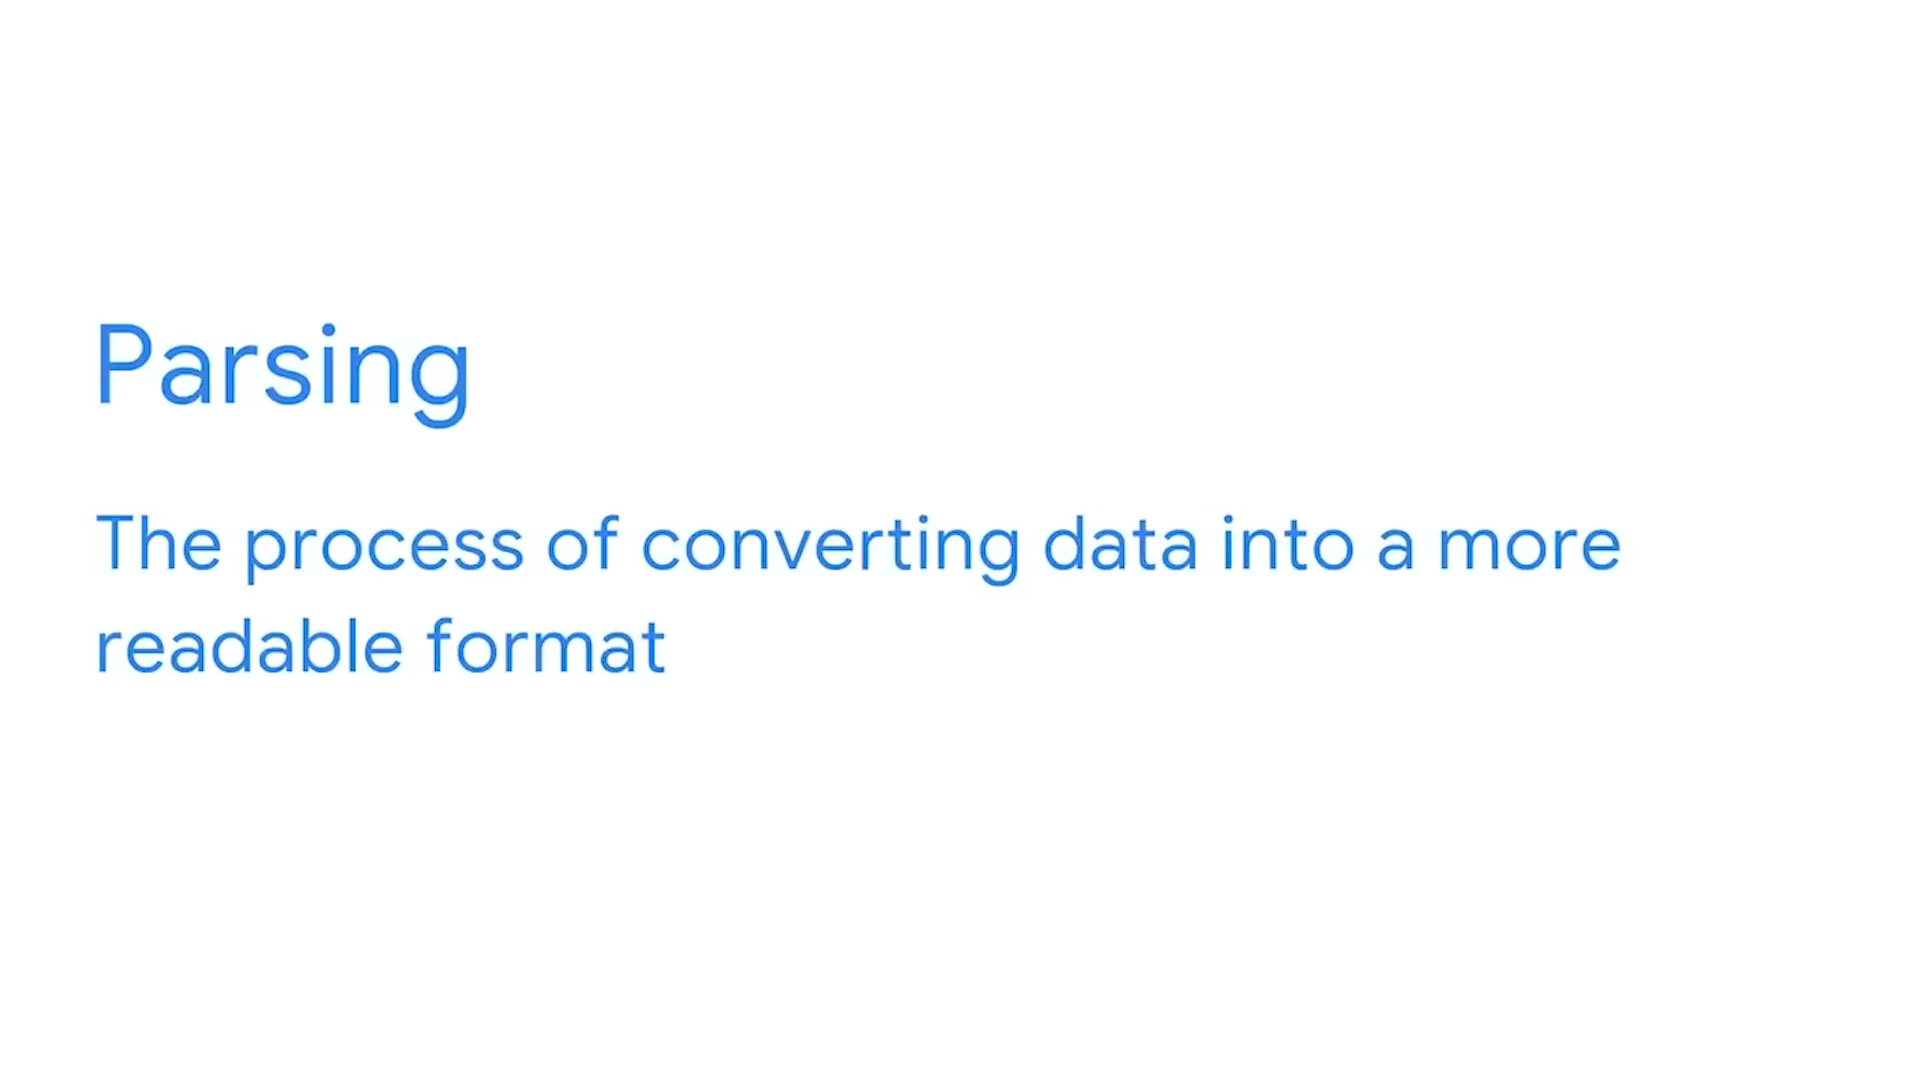 Parsing
The process of converting data into a more
readable format